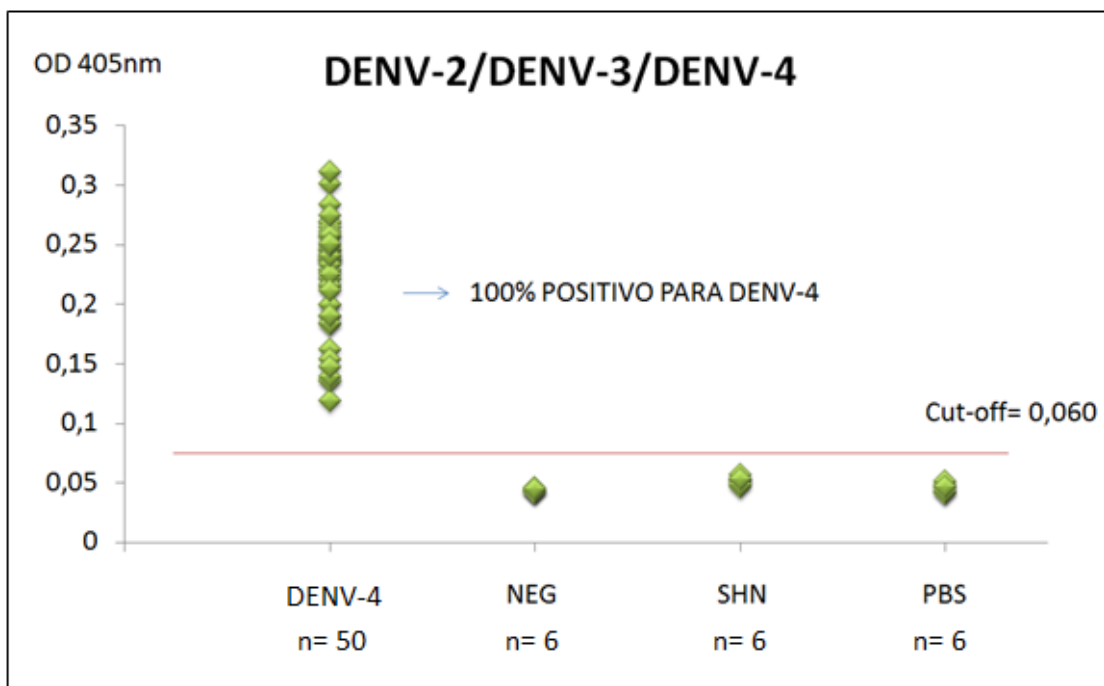 OD 405nm
DENV-2/DENV-3/DENV-4
0,35
0,3
0,25
0,2
0,15
0,1
0,05
0
100% POSITIVO PARA DENV-4
Cut-off= 0,060
DENV-4 NEG SHN PBS
n= 50 n= 6 n= 6 n= 6